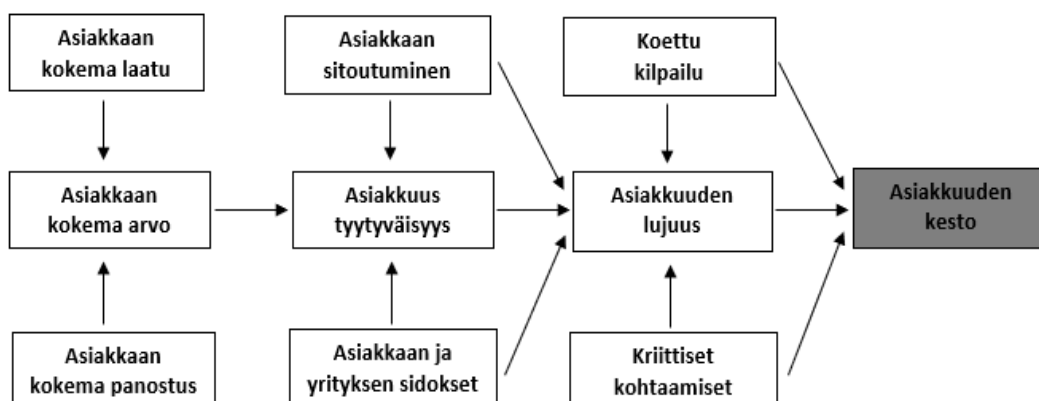 Asiakkaan
kokema laatu
Asiakkaan
sitoutuminen
Koettu
kilpailu
Asiakkaan
kokema arvo
Asiakkuus
tyytyväisyys
Asiakkuuden
lujuus
Asiakkuuden
kesto
Asiakkaan
kokema panostus
Asiakkaan ja
yrityksen sidokset
Kriittiset
kohtaamiset